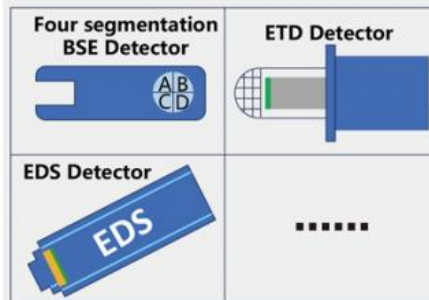 Four segmentation
BSE Detector
A B
C D
ETD Detector
EDS Detector
EDS
......